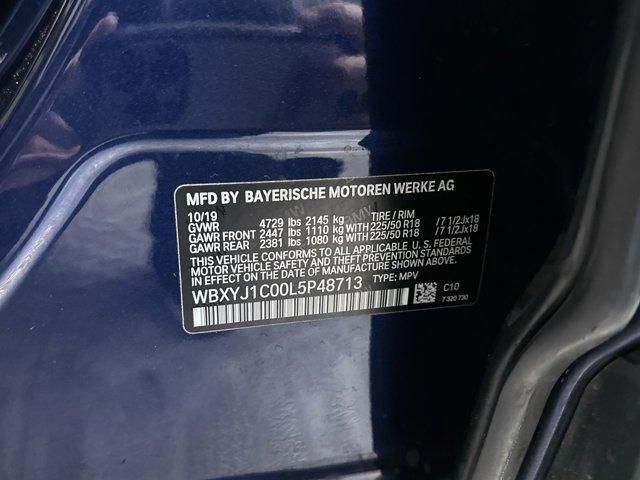 MFD BY BAYERISCHE MOTOREN WERKE AG
10/19
GVWR 4729 lbs 2145 kg TIRE / RIM
GAWR FRONT 2447 lbs 1110 kg WITH 225/50 R18 /7 1/2Jx18
GAWR REAR 2381 lbs 1080 kg WITH 225/50 R18 /7 1/2Jx18
THIS VEHICLE CONFORMS TO ALL APPLICABLE U. S. FEDERAL
MOTOR VEHICLE SAFETY, BUMPER, AND THEFT PREVENTION
STANDARDS IN EFFECT ON THE DATE OF MANUFACTURE SHOWN ABOVE.
WBXYJ1C00L5P48713 TYPE: MPV
C10
7 320 730